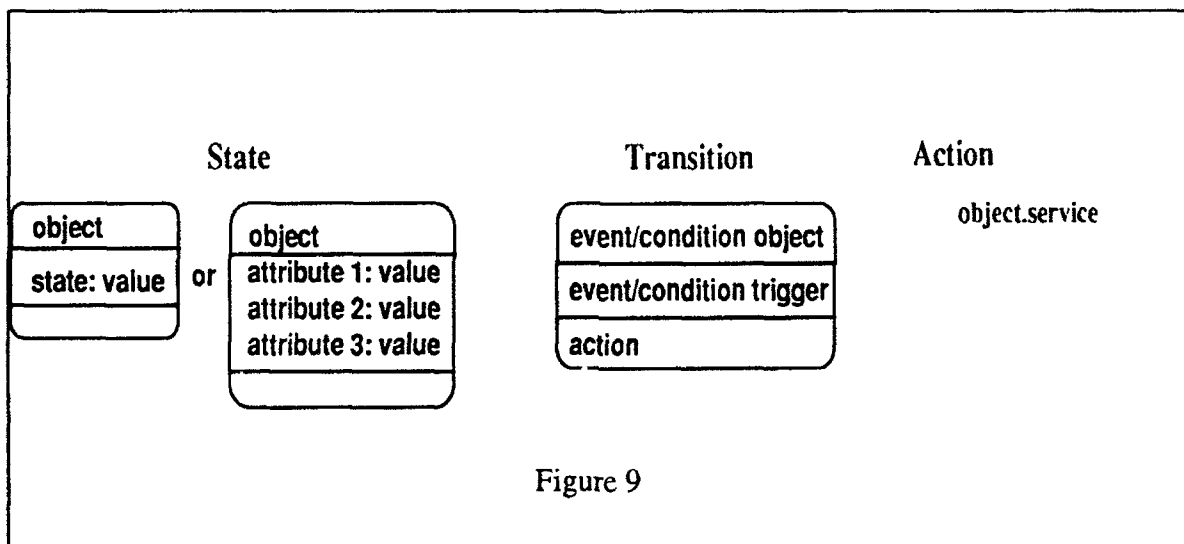 State
Transition
Action
object
state: value
or
object
attribute 1: value
attribute 2: value
attribute 3: value
event/condition object
event/condition trigger
action
object.service
Figure 9